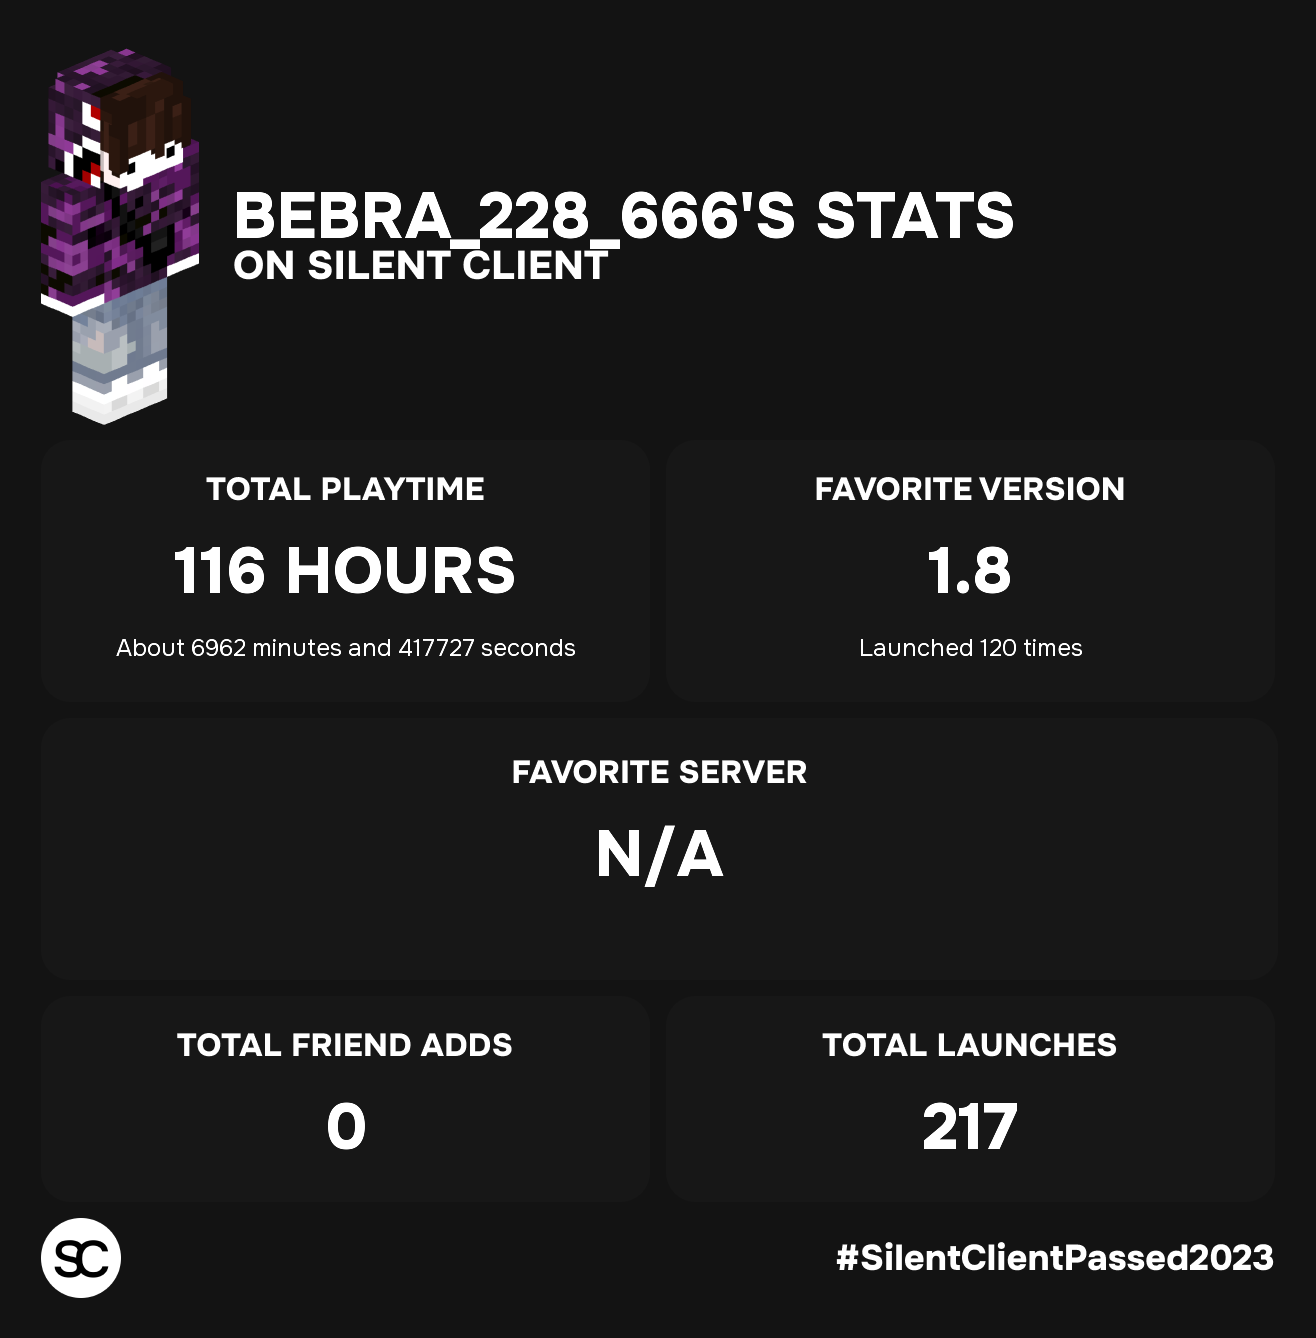 BEBRA_228_666'S STATS
ON SILENT CLIENT
TOTAL PLAYTIME
116 HOURS
About 6962 minutes and 417727 seconds
FAVORITE VERSION
1.8
Launched 120 times
FAVORITE SERVER
N/A
TOTAL FRIEND ADDS
0
TOTAL LAUNCHES
217
SC
#SilentClientPassed2023